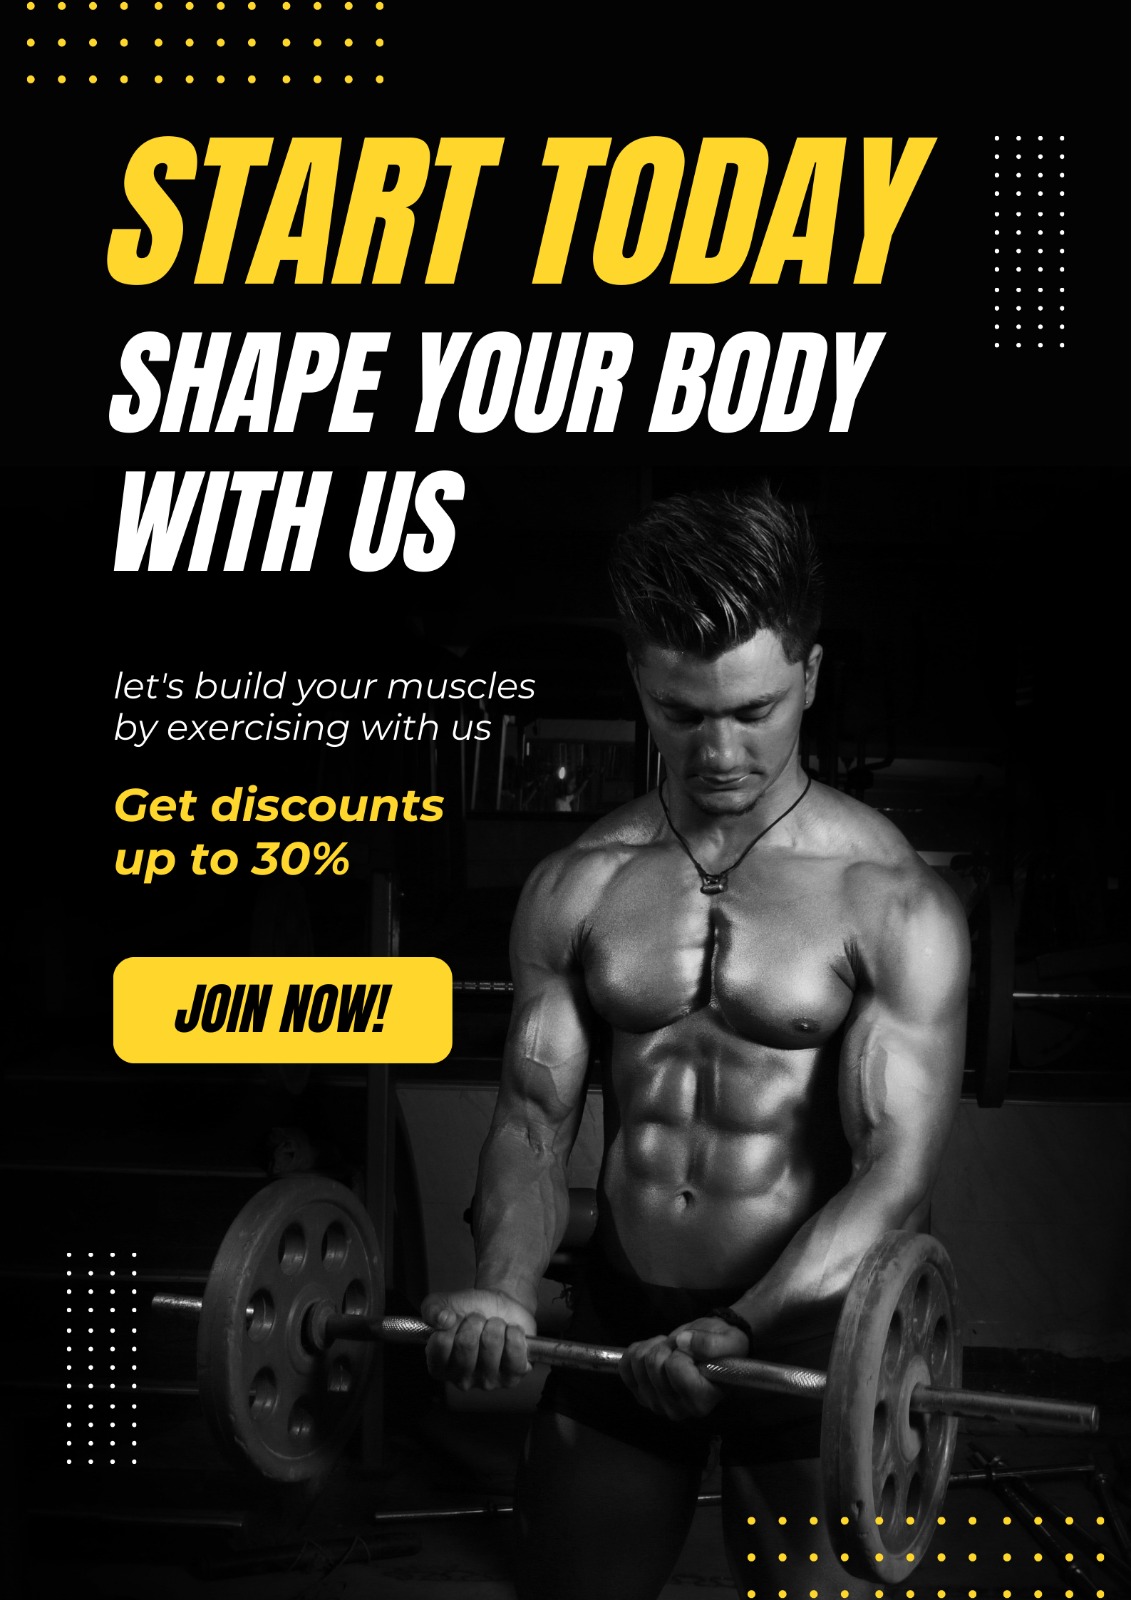 START TODAY
SHAPE YOUR BODY
WITH US
let's build your muscles
by exercising with us
Get discounts
up to 30%
JOIN NOW!